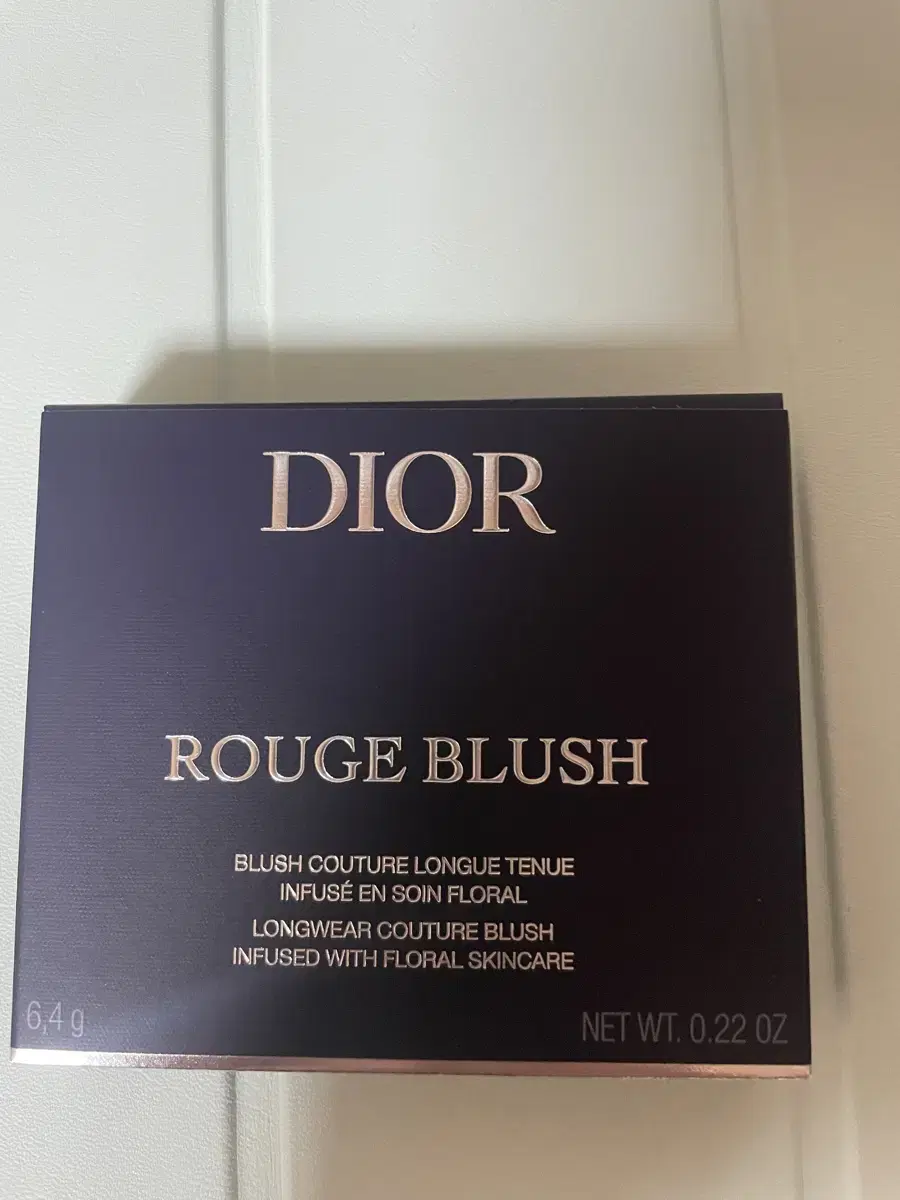 DIOR
ROUGE BLUSH
BLUSH COUTURE LONGUE TENUE
INFUSÉ EN SOIN FLORAL
LONGWEAR COUTURE BLUSH
INFUSED WITH FLORAL SKINCARE
6,4 g
NET WT. 0.22 OZ